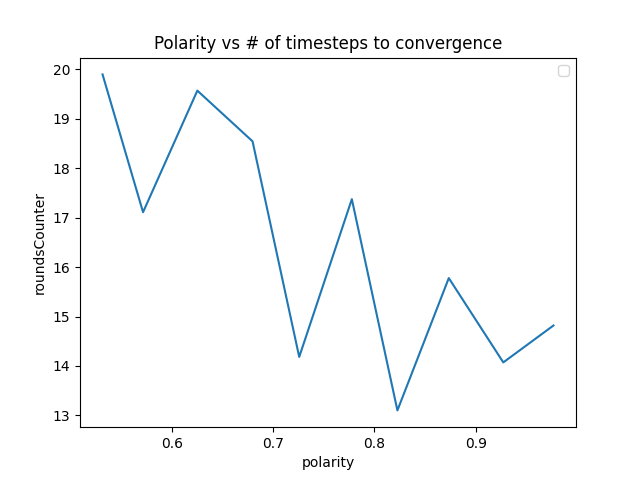 Polarity vs # of timesteps to convergence
20
19
18
17
16
15
14
13
roundsCounter
0.6 0.7 0.8 0.9
polarity